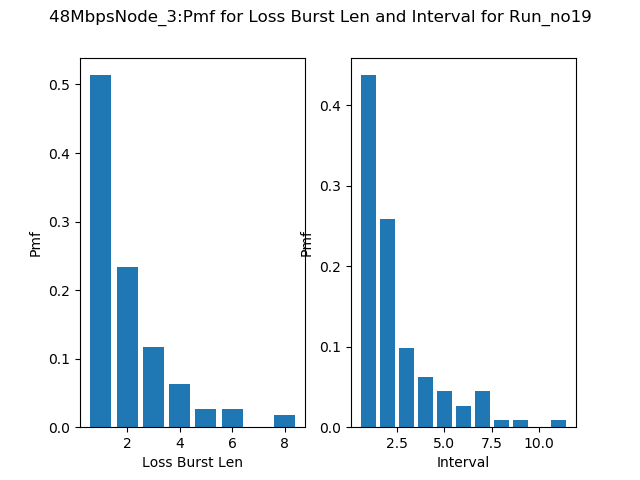 48MbpsNode_3:Pmf for Loss Burst Len and Interval for Run_no19
Pmf
0.5
0.4
0.3
0.2
0.1
0.0
2 4 6 8
Loss Burst Len
Pmf
0.4
0.3
0.2
0.1
0.0
2.5 5.0 7.5 10.0
Interval